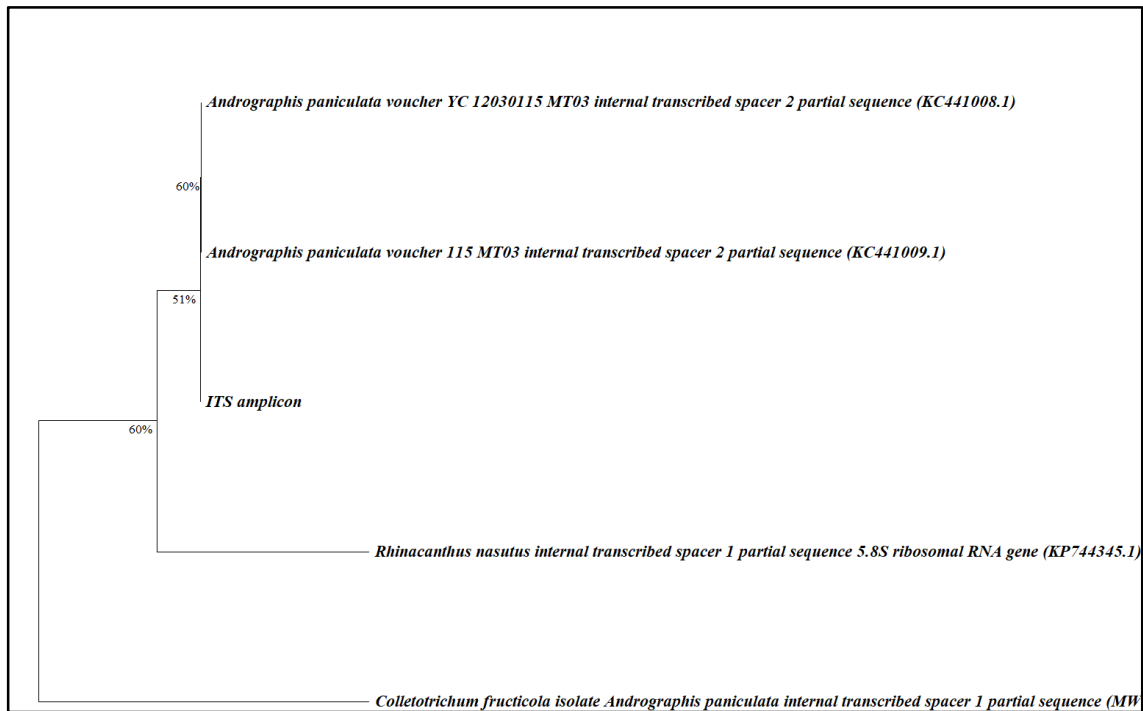 Andrographis paniculata voucher YC 12030115 MT03 internal transcribed spacer 2 partial sequence (KC441008.1)
60%
Andrographis paniculata voucher 115 MT03 internal transcribed spacer 2 partial sequence (KC441009.1)
51%
ITS amplicon
60%
Rhinacanthus nasutus internal transcribed spacer 1 partial sequence 5.8S ribosomal RNA gene (KP744345.1)
Colletotrichum fructicola isolate Andrographis paniculata internal transcribed spacer 1 partial sequence (MW